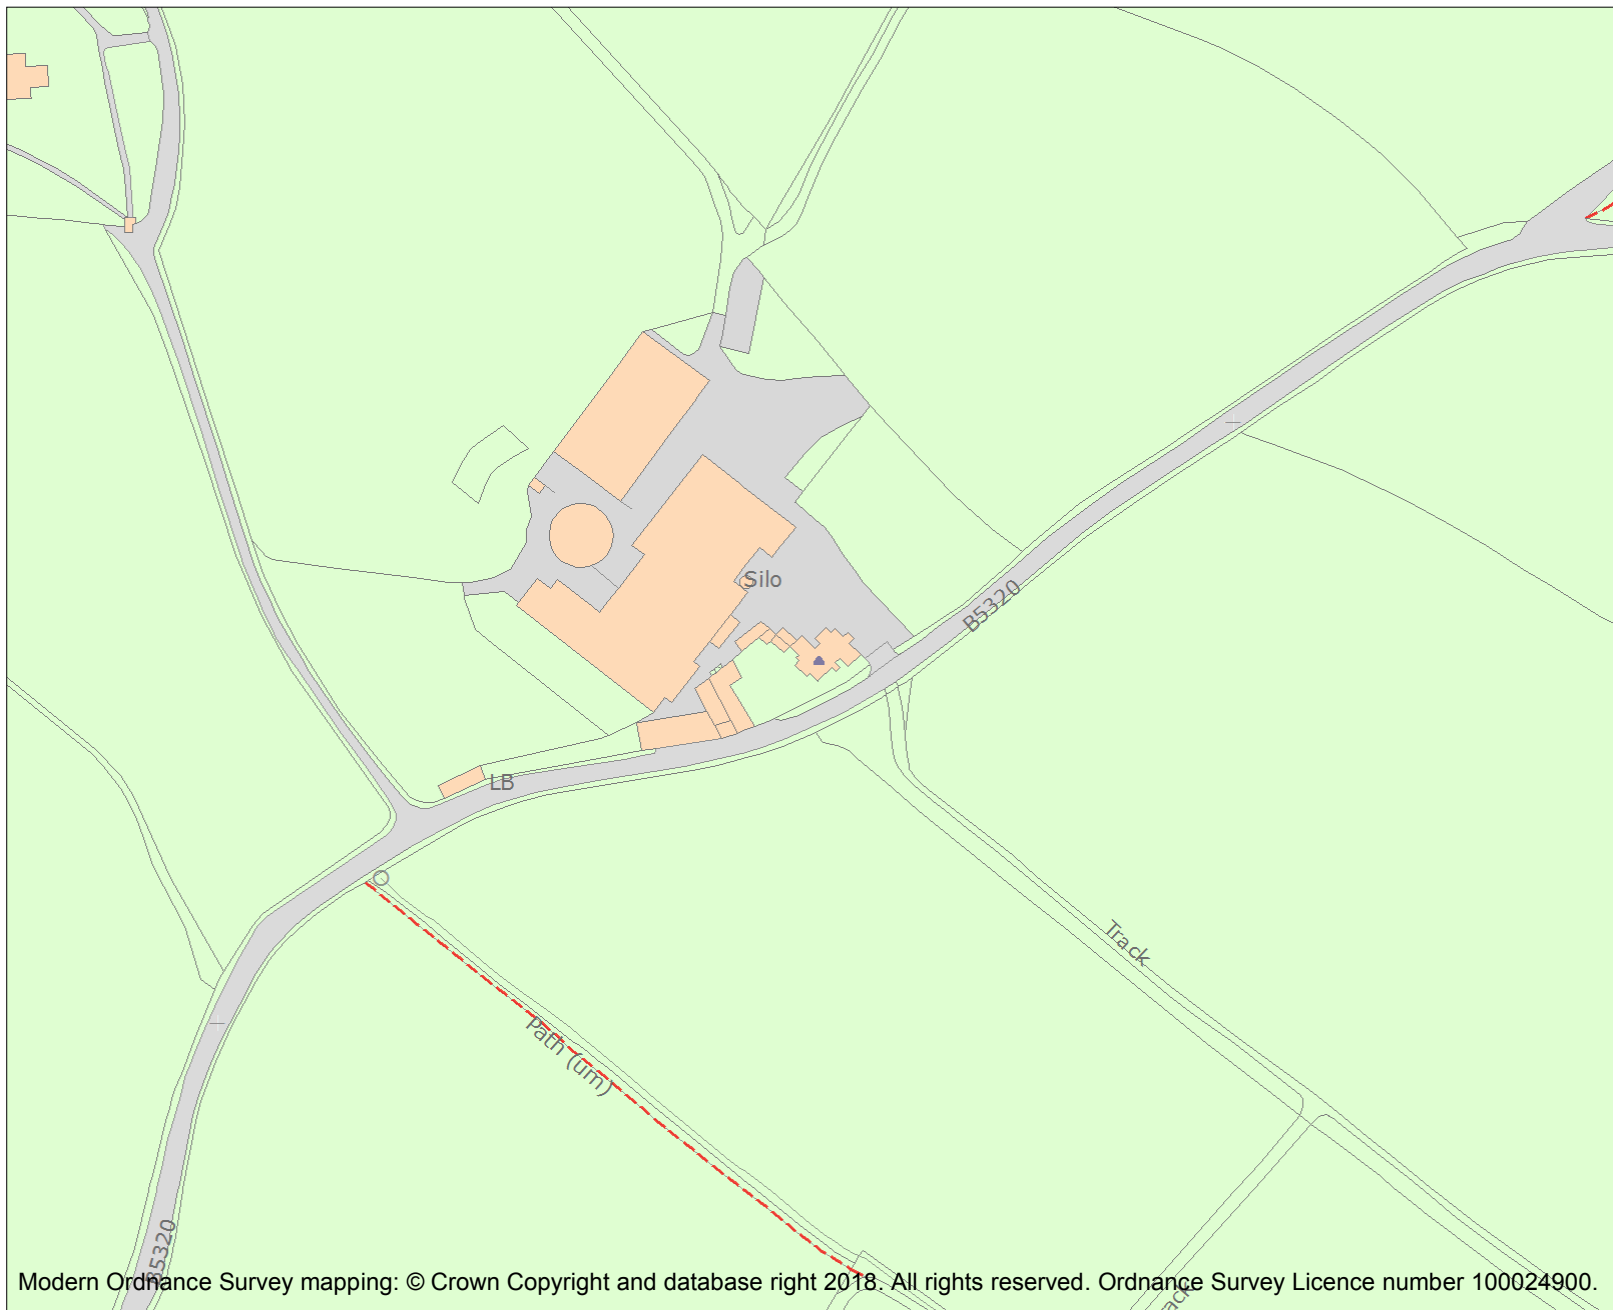 Silo
B5320
LB
Track
Path (um)
B5320
Modern Ordnance Survey mapping: © Crown Copyright and database right 2018. All rights reserved. Ordnance Survey Licence number 100024900.